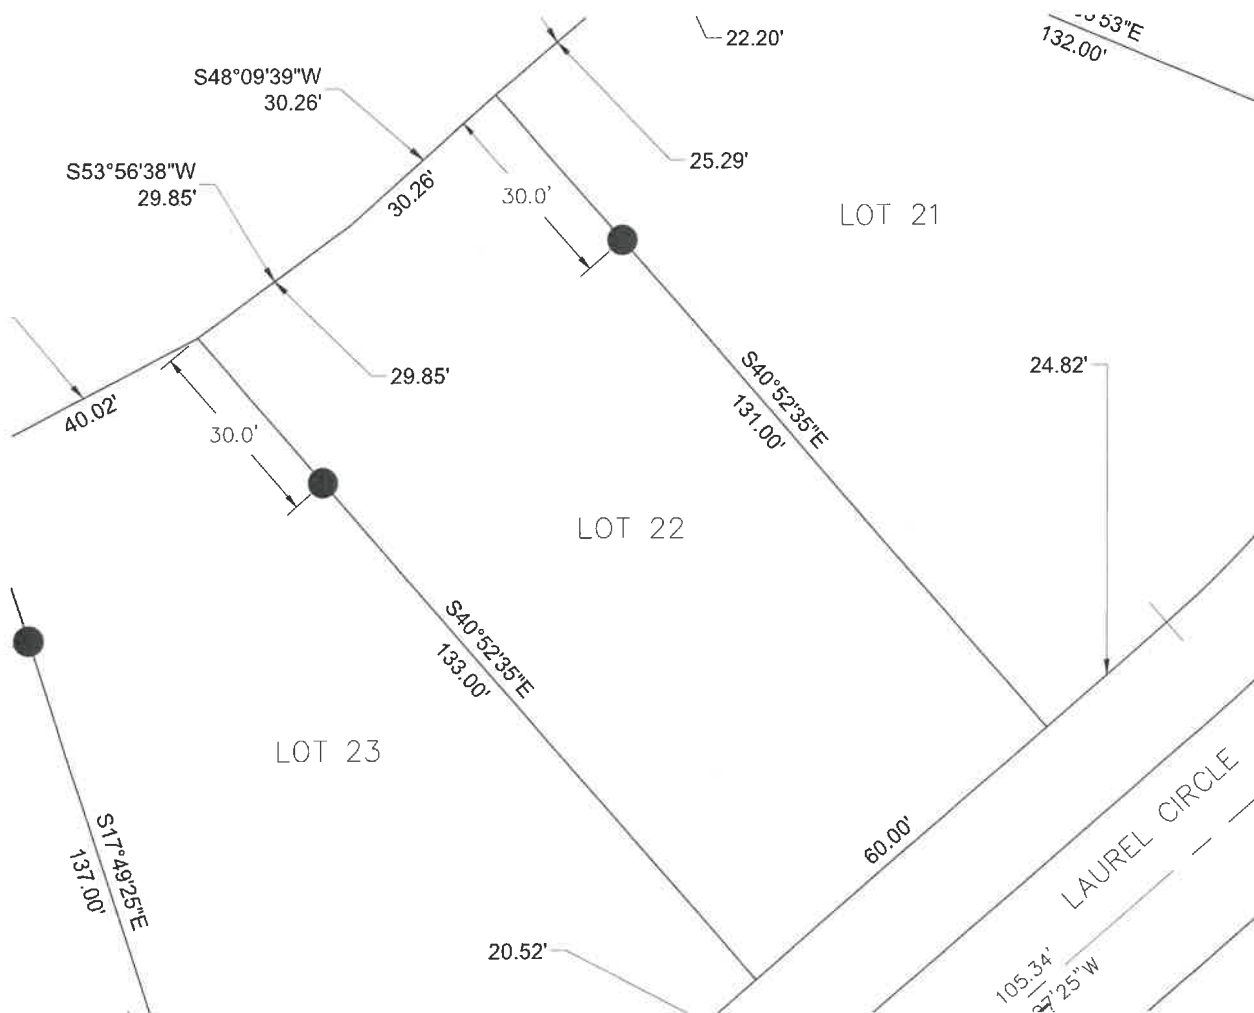 22.20'
132.00'
S48°09'39"W
30.26'
25.29'
S53°56'38"W
29.85'
30.26'
30.0'
LOT 21
29.85'
24.82'
40.02'
30.0'
S40°52'35"E
131.00'
LOT 22
S40°52'35"E
133.00'
LOT 23
60.00'
LAUREL CIRCLE
S17°49'25"E
137.00'
20.52'
105.34'